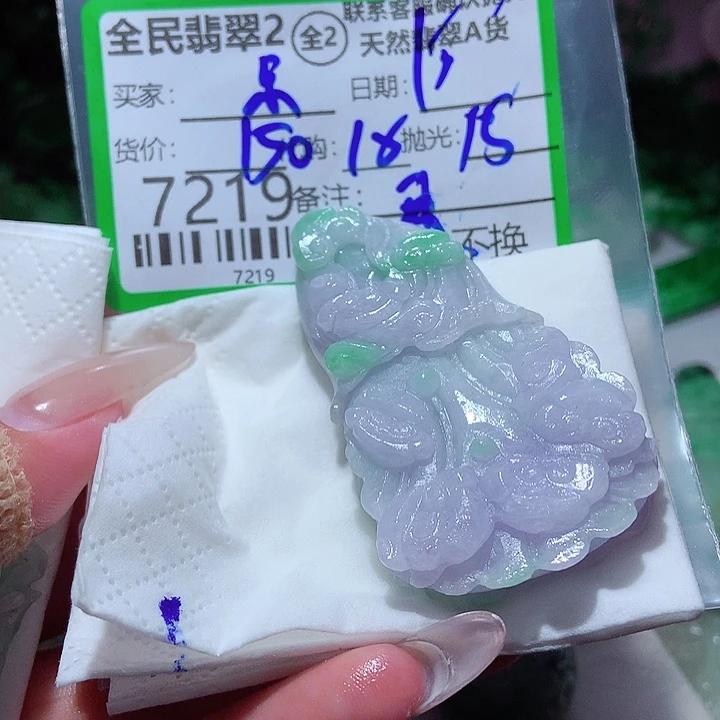 全民翡翠2 全2
天然翡翠A货
买家： 日期：
货价： 150 购： 18 抛光： 15
7219 备注：
不换
7219